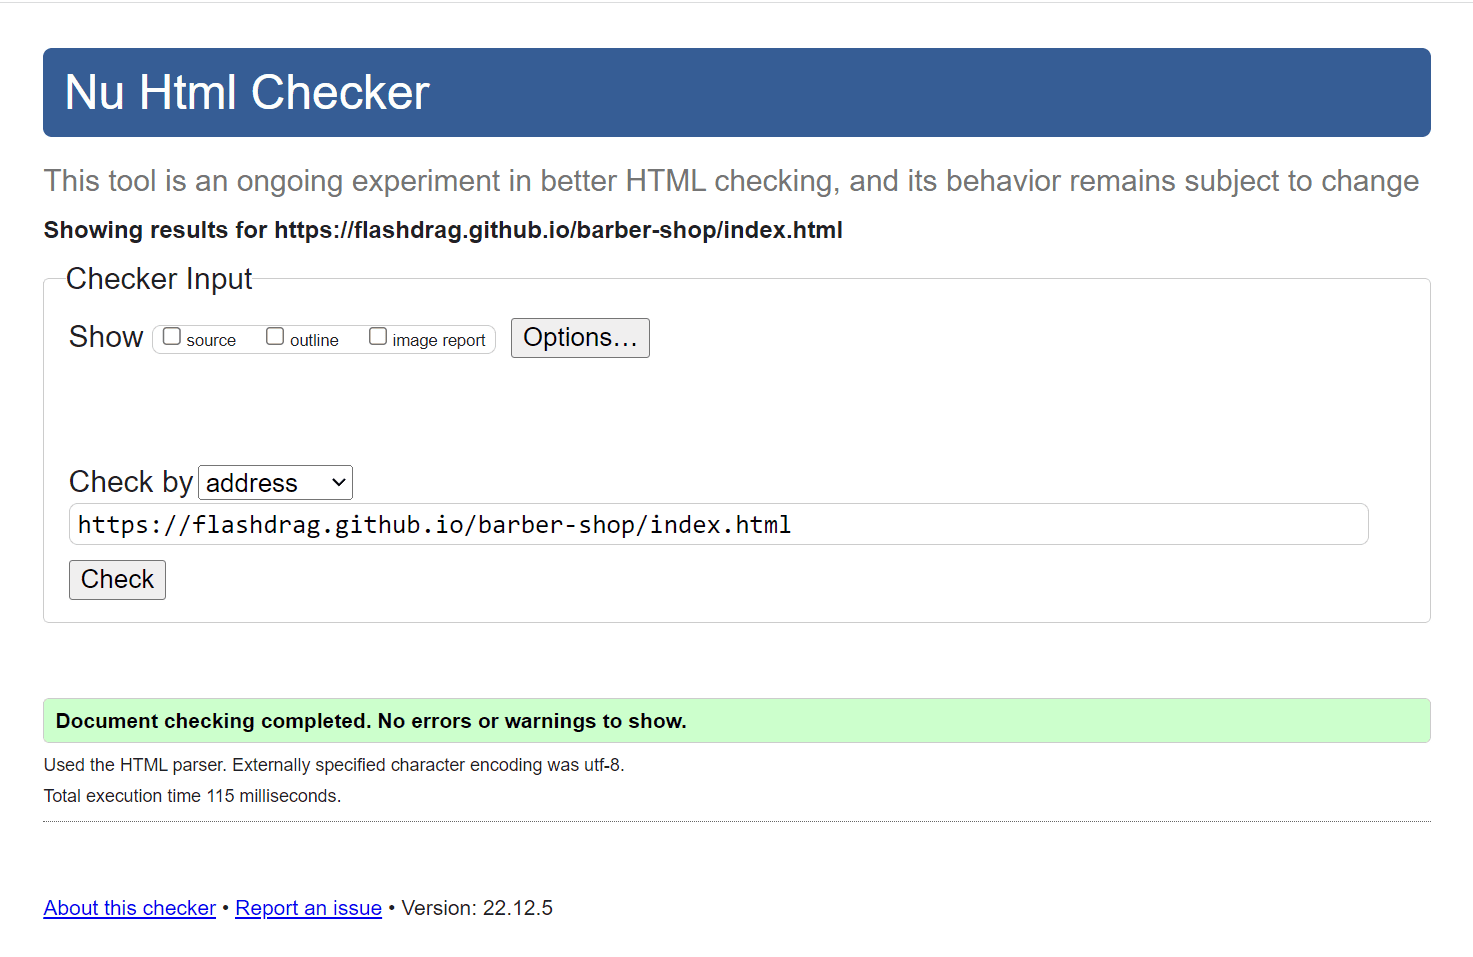 Nu Html Checker
This tool is an ongoing experiment in better HTML checking, and its behavior remains subject to change
Showing results for https://flashdrag.github.io/barber-shop/index.html
Checker Input
Show source outline image report Options...
Check by address
https://flashdrag.github.io/barber-shop/index.html
Check
Document checking completed. No errors or warnings to show.
Used the HTML parser. Externally specified character encoding was utf-8.
Total execution time 115 milliseconds.
About this checker • Report an issue • Version: 22.12.5